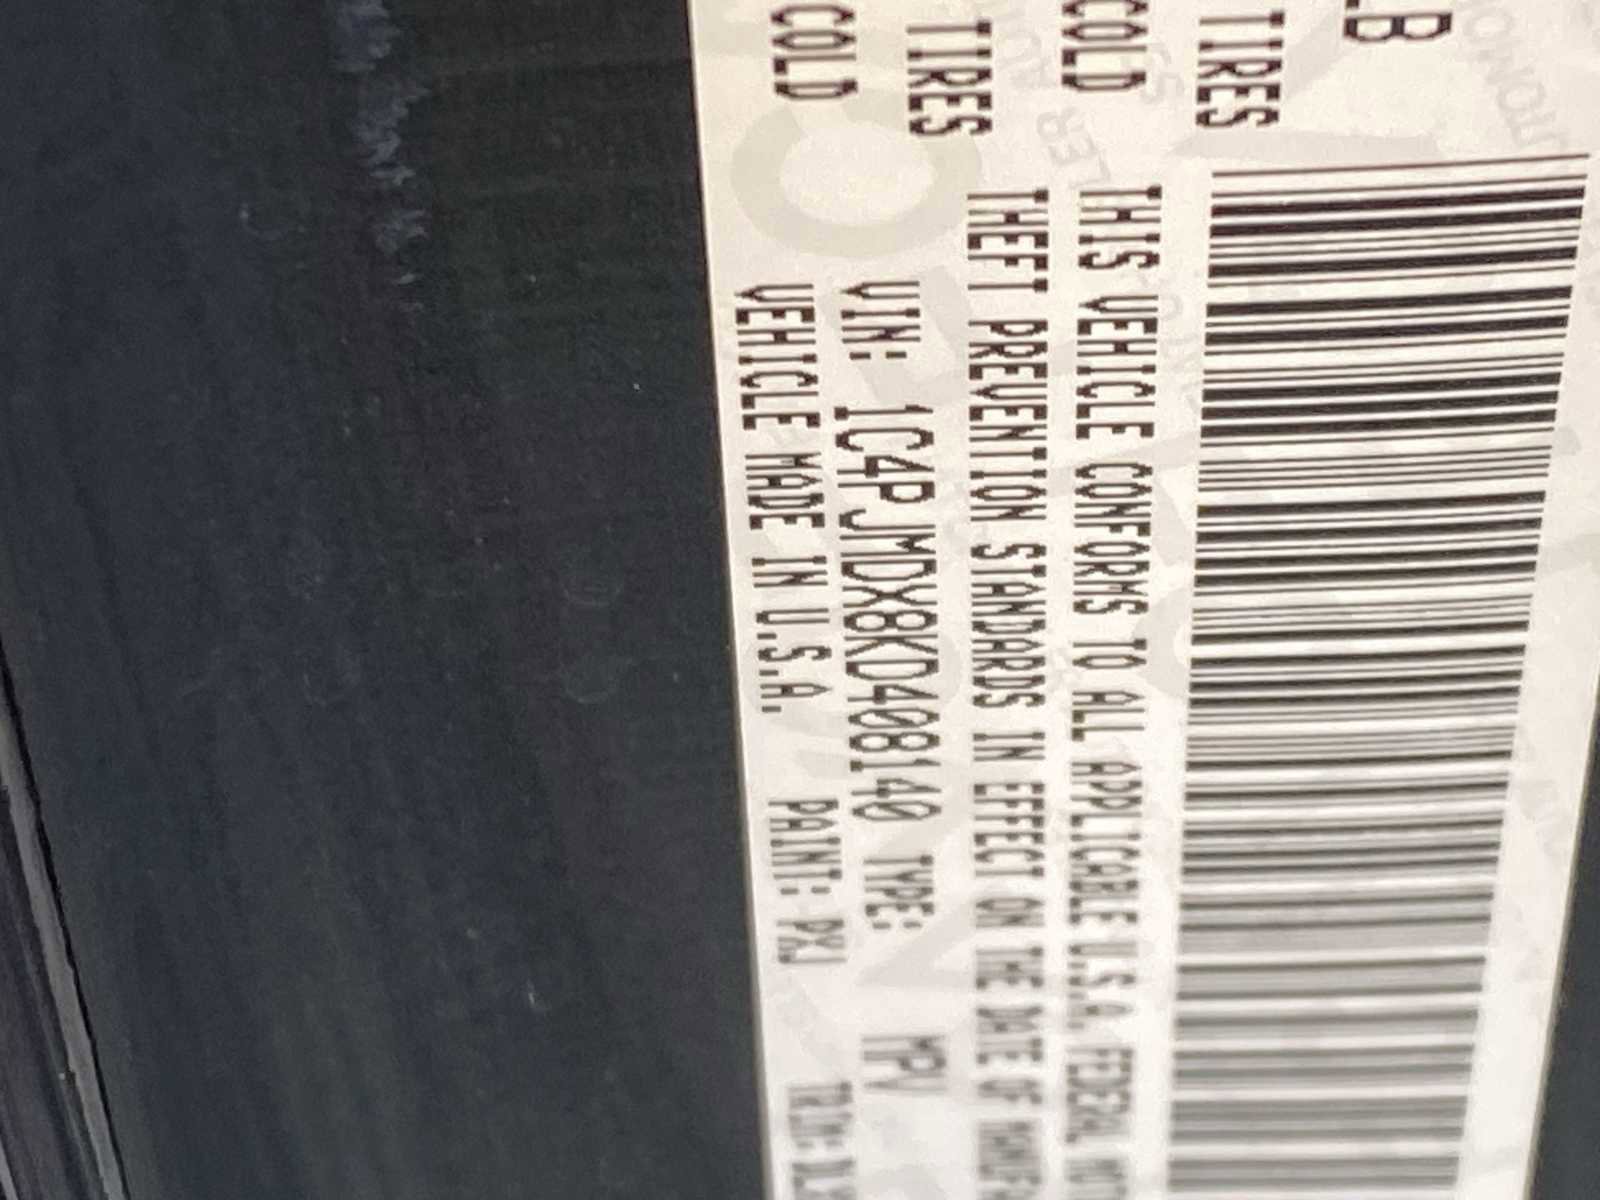 LB
TIRES
COLD
TIRES
COLD
THIS VEHICLE CONFORMS TO ALL APPLICABLE U.S.A. FEDERAL
THEFT PREVENTION STANDARDS IN EFFECT ON THE DATE OF
VIN: 1C4PJMDX8KD408140 TYPE: MPV
VEHICLE MADE IN U.S.A. PAINT: PXJ